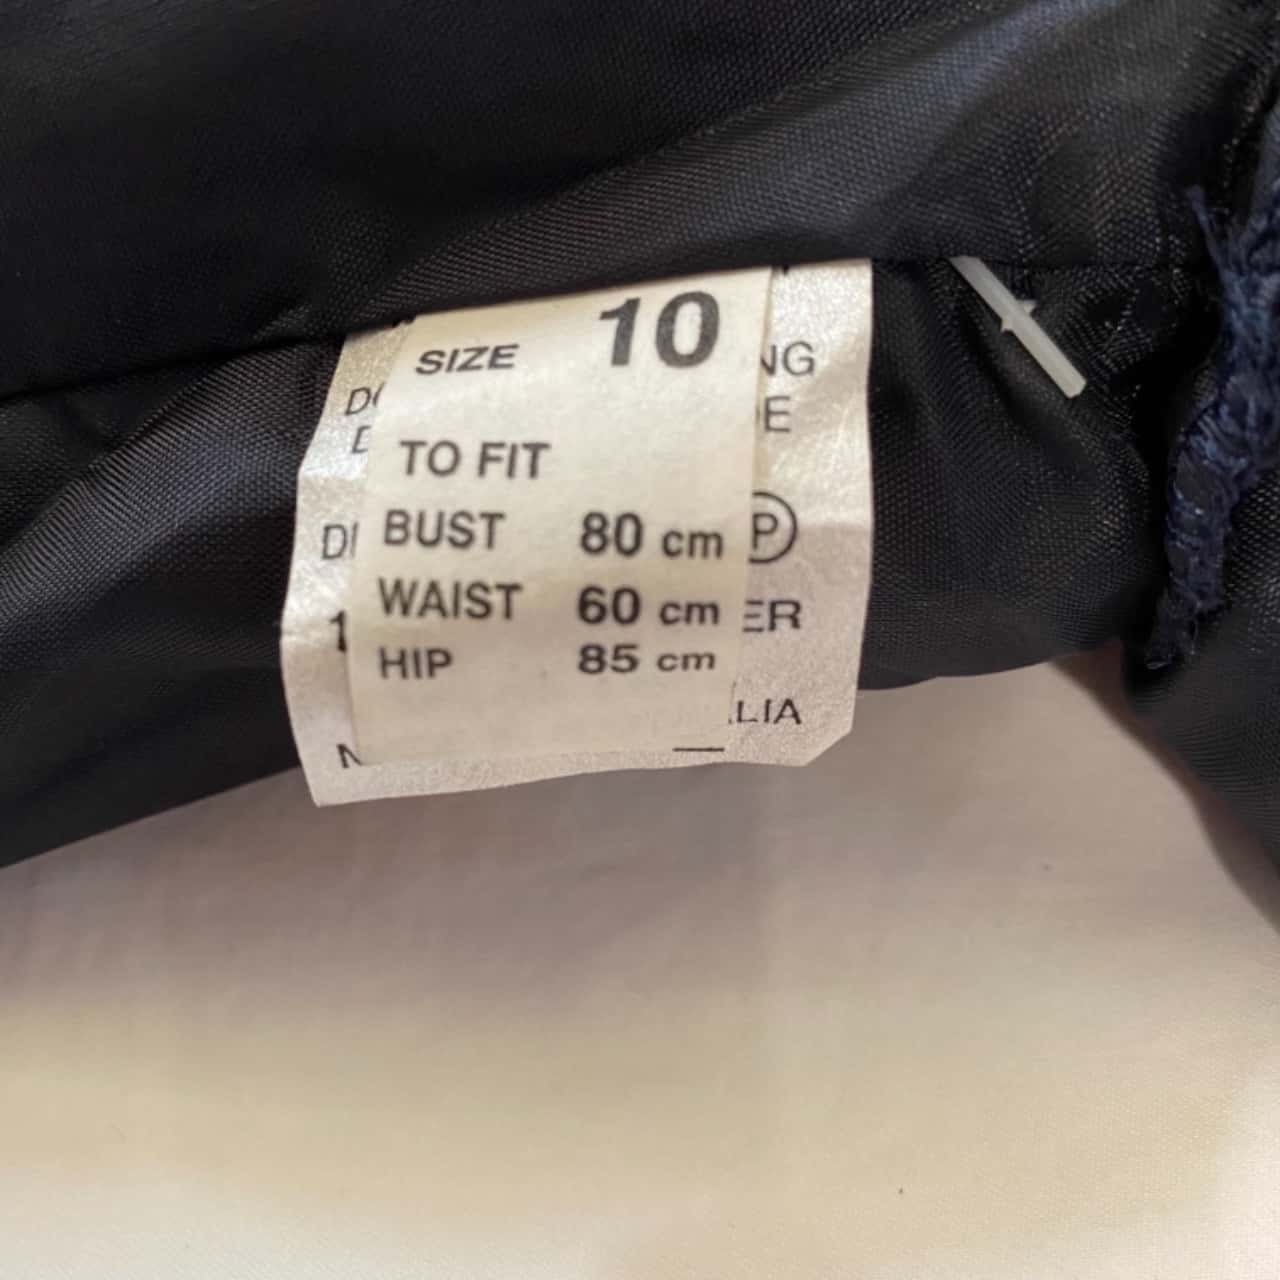 SIZE 10
TO FIT
BUST 80 cm
WAIST 60 cm
HIP 85 cm
P